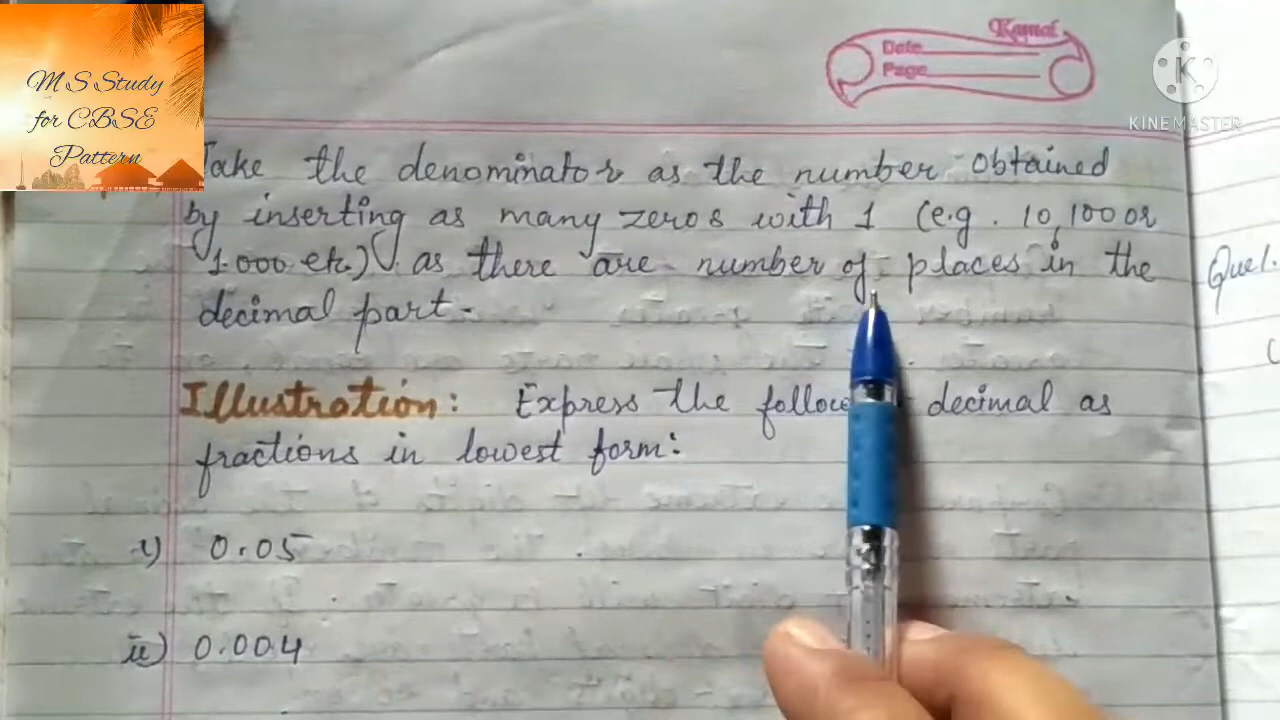 M S Study
for CBSE
Pattern
Kamal
Date
Page
KINEMASTER
Take the denominator as the number obtained
by inserting as many zeros with 1 (e.g. 10, 100 or
1000 etc.) as there are number of places in the
decimal part.
Illustration: Express the decimal as
fractions in lowest form:
i) 0.05
ii) 0.004
Que1.